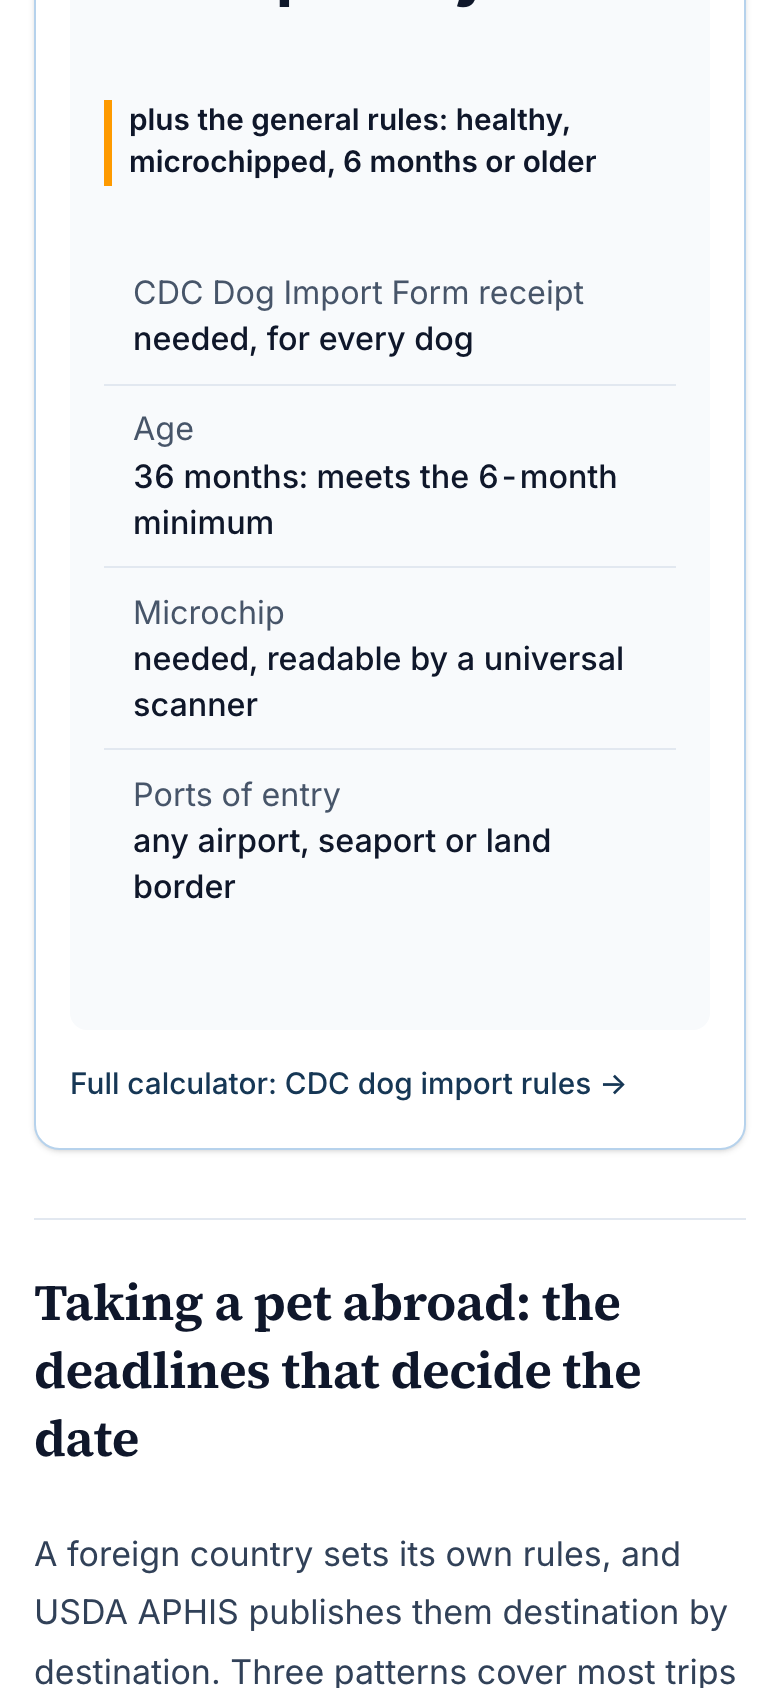 plus the general rules: healthy,
microchipped, 6 months or older
CDC Dog Import Form receipt
needed, for every dog
Age
36 months: meets the 6-month
minimum
Microchip
needed, readable by a universal
scanner
Ports of entry
any airport, seaport or land
border
Full calculator: CDC dog import rules →
Taking a pet abroad: the
deadlines that decide the
date
A foreign country sets its own rules, and
USDA APHIS publishes them destination by
destination. Three patterns cover most trips